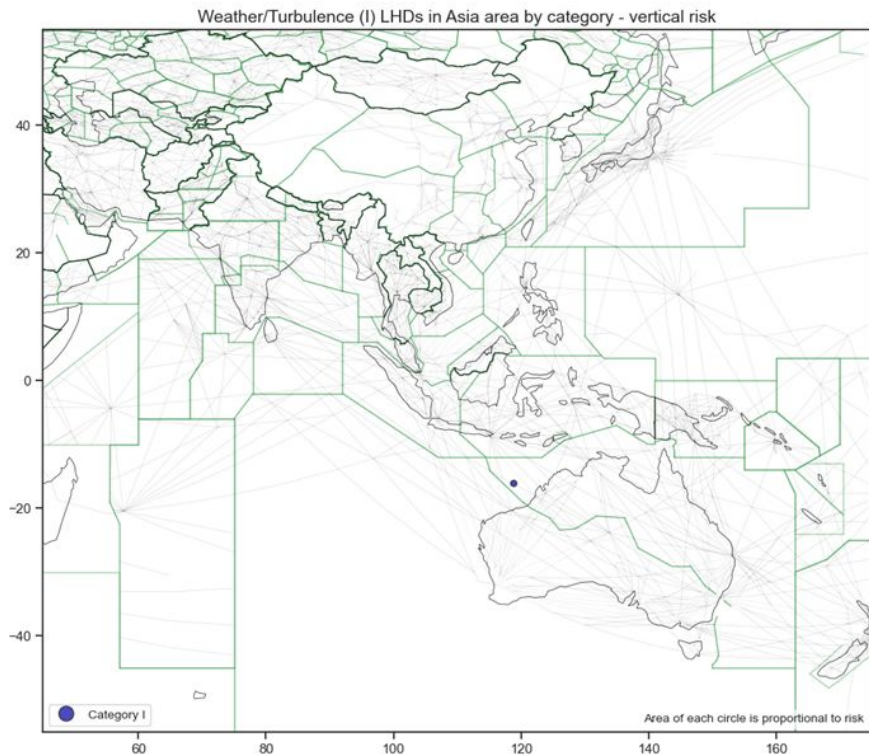 Weather/Turbulence (I) LHDs in Asia area by category - vertical risk
40
20
0
−20
−40
Category I
Area of each circle is proportional to risk
60 80 100 120 140 160